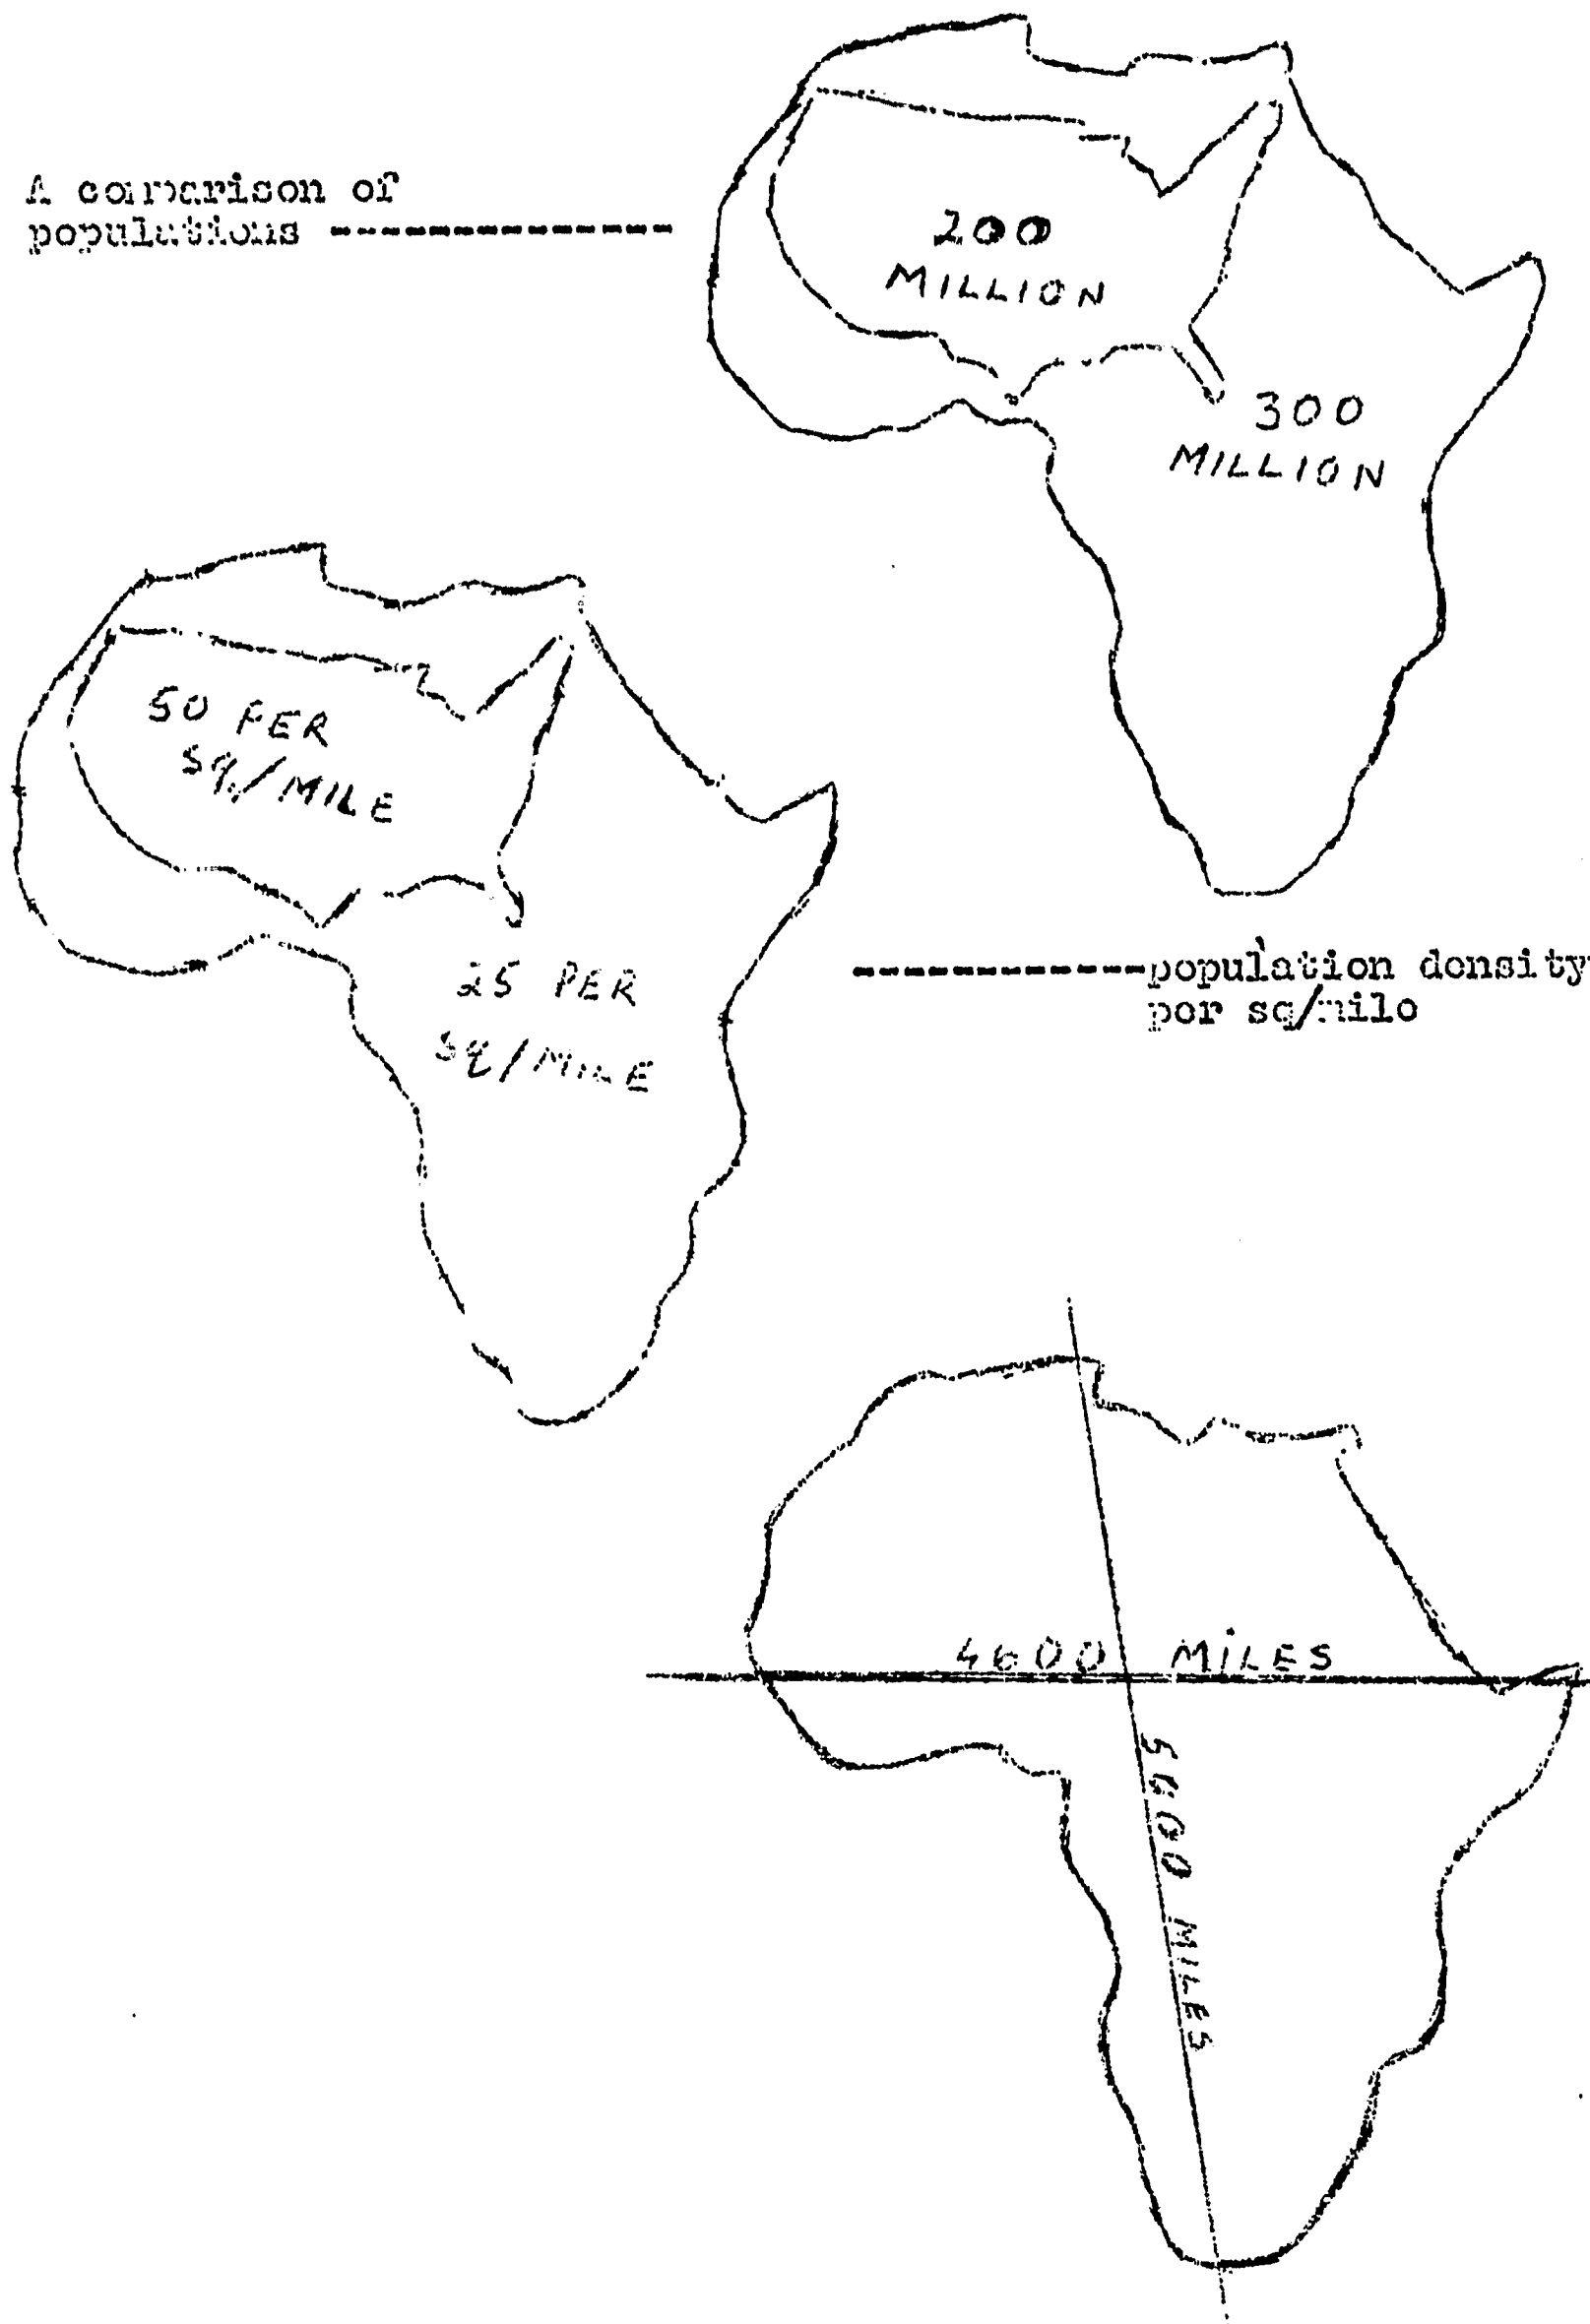 A comparison of
populations -------------
200
MILLION
300
MILLION
50 PER
Sq/MILE
25 PER
Sq/MILE
-----------population density
per sq/mile
4600 MILES
MILES